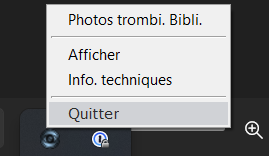 Photos trombi. Bibli.
Afficher
Info. techniques
Quitter